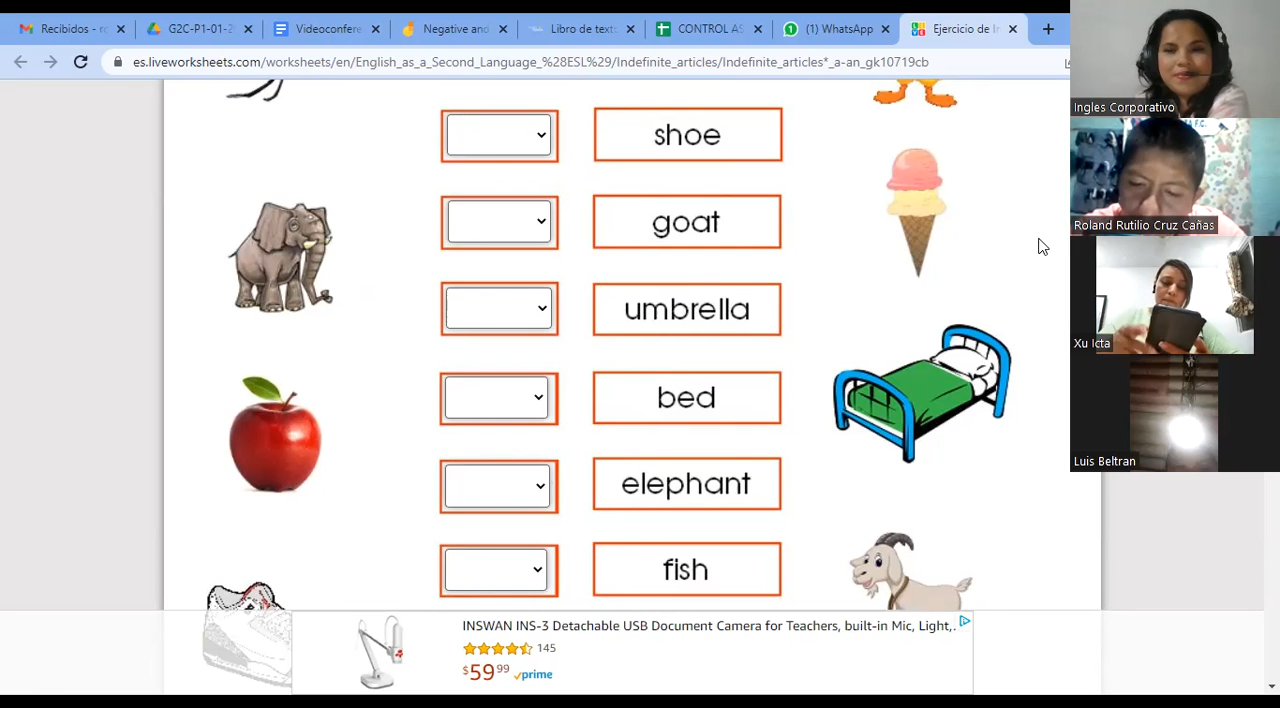 Recibidos - ro
G2C-P1-01-2
Videoconfere
Negative and
Libro de texto
CONTROL AS
(1) WhatsApp
Ejercicio de In
es.liveworksheets.com/worksheets/en/English_as_a_Second_Language_%28ESL%29/Indefinite_articles/Indefinite_articles*_a-an_gk10719cb
shoe
goat
umbrella
bed
elephant
fish
INSWAN INS-3 Detachable USB Document Camera for Teachers, built-in Mic, Light,.
145
$59 99 prime
Ingles Corporativo
Roland Rutilio Cruz Cañas
Xu Icta
Luis Beltran